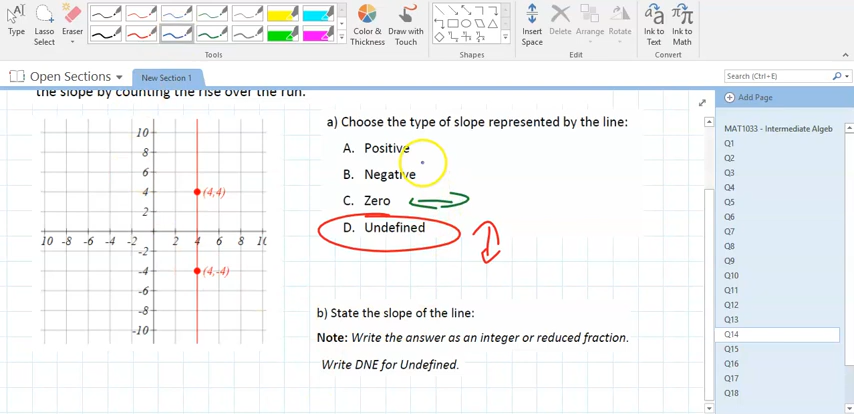 Type
Lasso
Select
Eraser
Color &
Thickness
Draw with
Touch
Insert
Space
Delete
Arrange
Rotate
Ink to
Text
Ink to
Math
Tools
Shapes
Edit
Convert
Open Sections
New Section 1
Search (Ctrl+E)
Add Page
the slope by counting the rise over the run.
MAT1033 - Intermediate Algeb
Q1
Q2
Q3
Q4
Q5
Q6
Q7
Q8
Q9
Q10
Q11
Q12
Q13
Q14
Q15
Q16
Q17
Q18
10
8
6
4
2
10 -8 -6 -4 -2 2 4 6 8 10
-2
-4
-6
-8
-10
(4,4)
(4,-4)
a) Choose the type of slope represented by the line:
A. Positive
B. Negative
C. Zero
D. Undefined
b) State the slope of the line:
Note: Write the answer as an integer or reduced fraction.
Write DNE for Undefined.